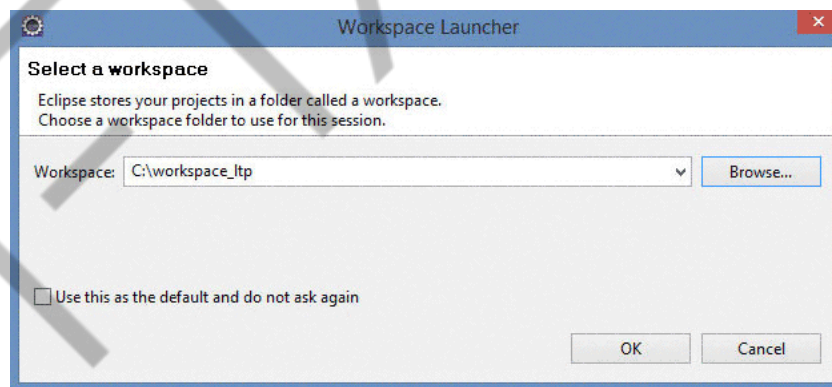 Workspace Launcher
Select a workspace
Eclipse stores your projects in a folder called a workspace.
Choose a workspace folder to use for this session.
Workspace: C:\workspace_ltp Browse...
Use this as the default and do not ask again
OK Cancel